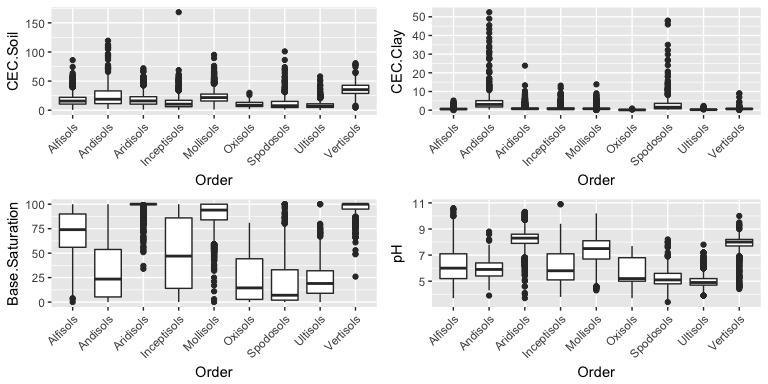 CEC.Soil
150
100
50
0
Alfisols
Andisols
Aridisols
Inceptisols
Mollisols
Oxisols
Spodosols
Ultisols
Vertisols
Order
CEC.Clay
50
40
30
20
10
0
Alfisols
Andisols
Aridisols
Inceptisols
Mollisols
Oxisols
Spodosols
Ultisols
Vertisols
Order
Base.Saturation
100
75
50
25
0
Alfisols
Andisols
Aridisols
Inceptisols
Mollisols
Oxisols
Spodosols
Ultisols
Vertisols
Order
pH
11
9
7
5
Alfisols
Andisols
Aridisols
Inceptisols
Mollisols
Oxisols
Spodosols
Ultisols
Vertisols
Order